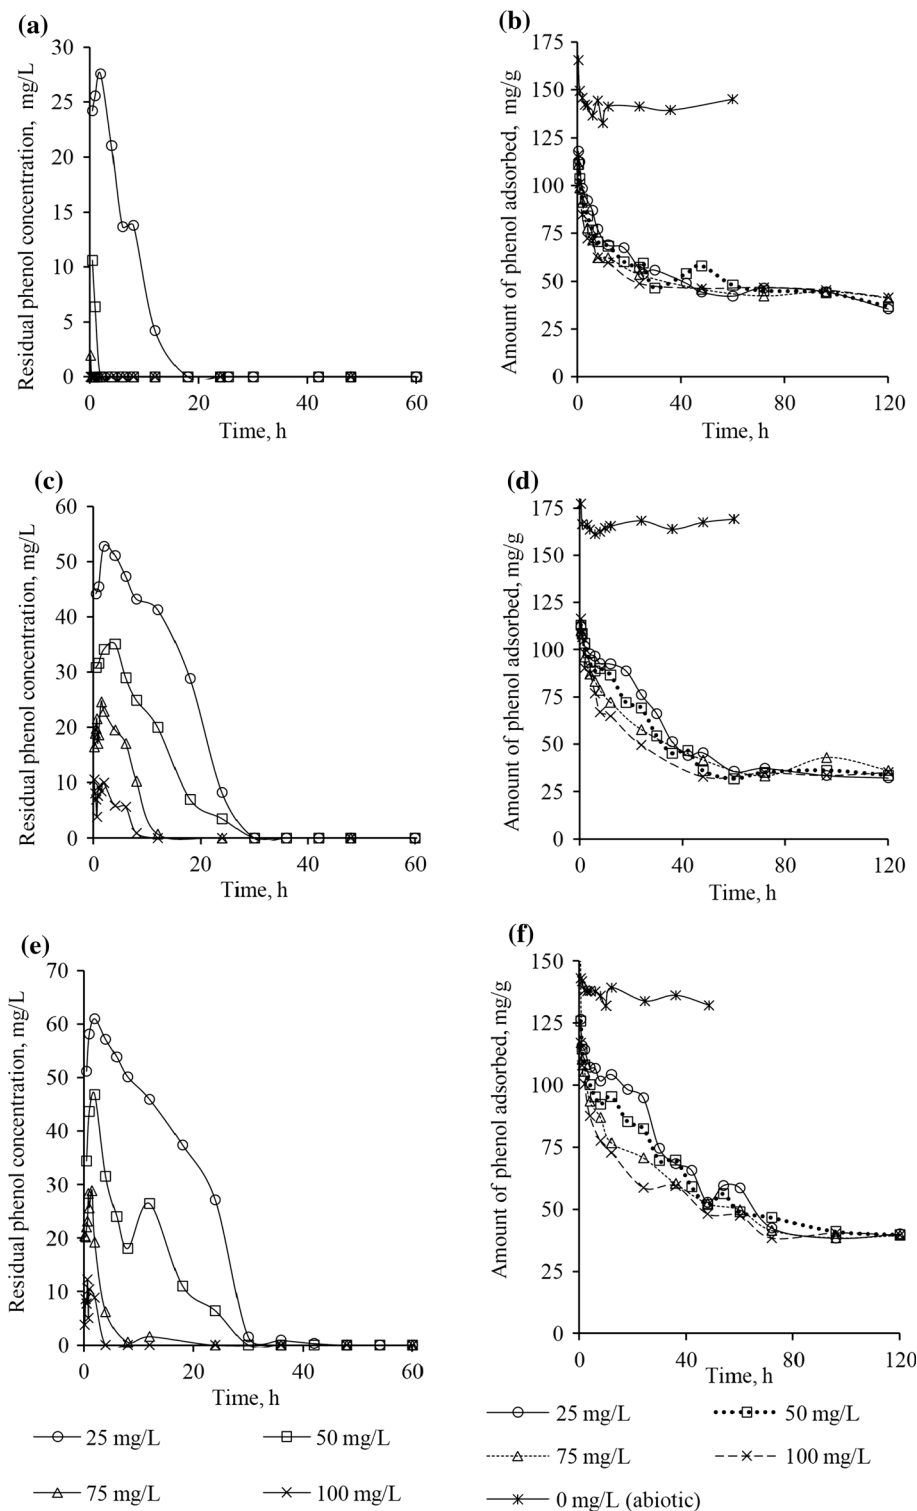 (a)
30
25
20
15
10
5
0
0
20
40
60
Residual phenol concentration, mg/L
Time, h
(b)
175
150
125
100
75
50
25
0
0
40
80
120
Amount of phenol adsorbed, mg/g
Time, h
(c)
60
50
40
30
20
10
0
0
20
40
60
Residual phenol concentration, mg/L
Time, h
(d)
175
150
125
100
75
50
25
0
0
40
80
120
Amount of phenol adsorbed, mg/g
Time, h
(e)
70
60
50
40
30
20
10
0
0
20
40
60
Residual phenol concentration, mg/L
Time, h
25 mg/L
50 mg/L
75 mg/L
100 mg/L
(f)
150
125
100
75
50
25
0
0
40
80
120
Amount of phenol adsorbed, mg/g
Time, h
25 mg/L
50 mg/L
75 mg/L
100 mg/L
0 mg/L (abiotic)